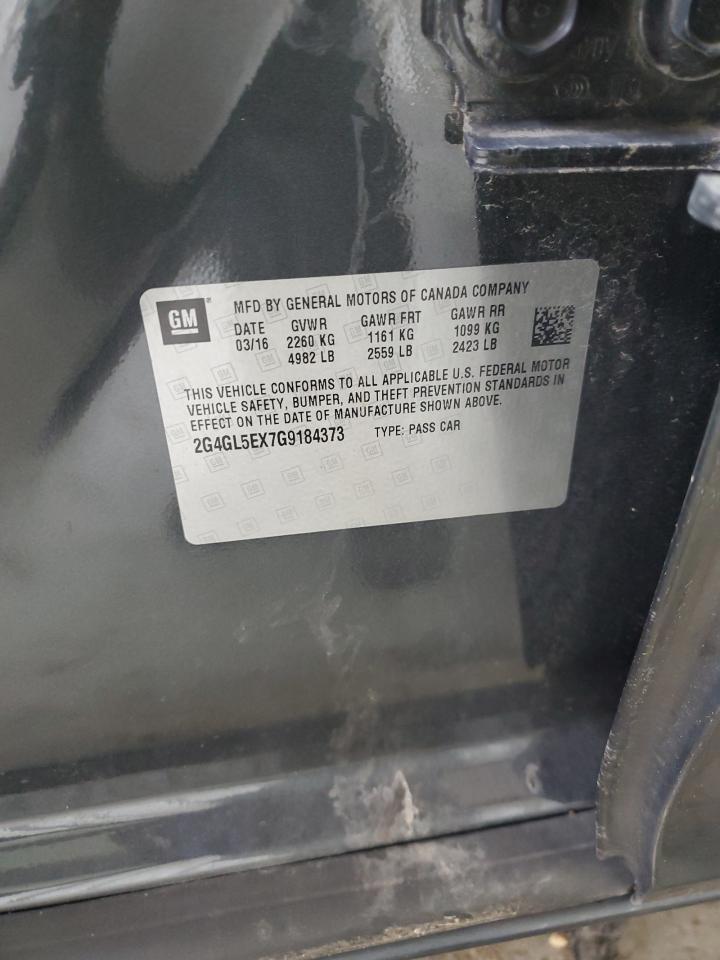 GM
MFD BY GENERAL MOTORS OF CANADA COMPANY
DATE GVWR GAWR FRT GAWR RR
03/16 2260 KG 1161 KG 1099 KG
4982 LB 2559 LB 2423 LB
THIS VEHICLE CONFORMS TO ALL APPLICABLE U.S. FEDERAL MOTOR
VEHICLE SAFETY, BUMPER, AND THEFT PREVENTION STANDARDS IN
EFFECT ON THE DATE OF MANUFACTURE SHOWN ABOVE.
2G4GL5EX7G9184373 TYPE: PASS CAR